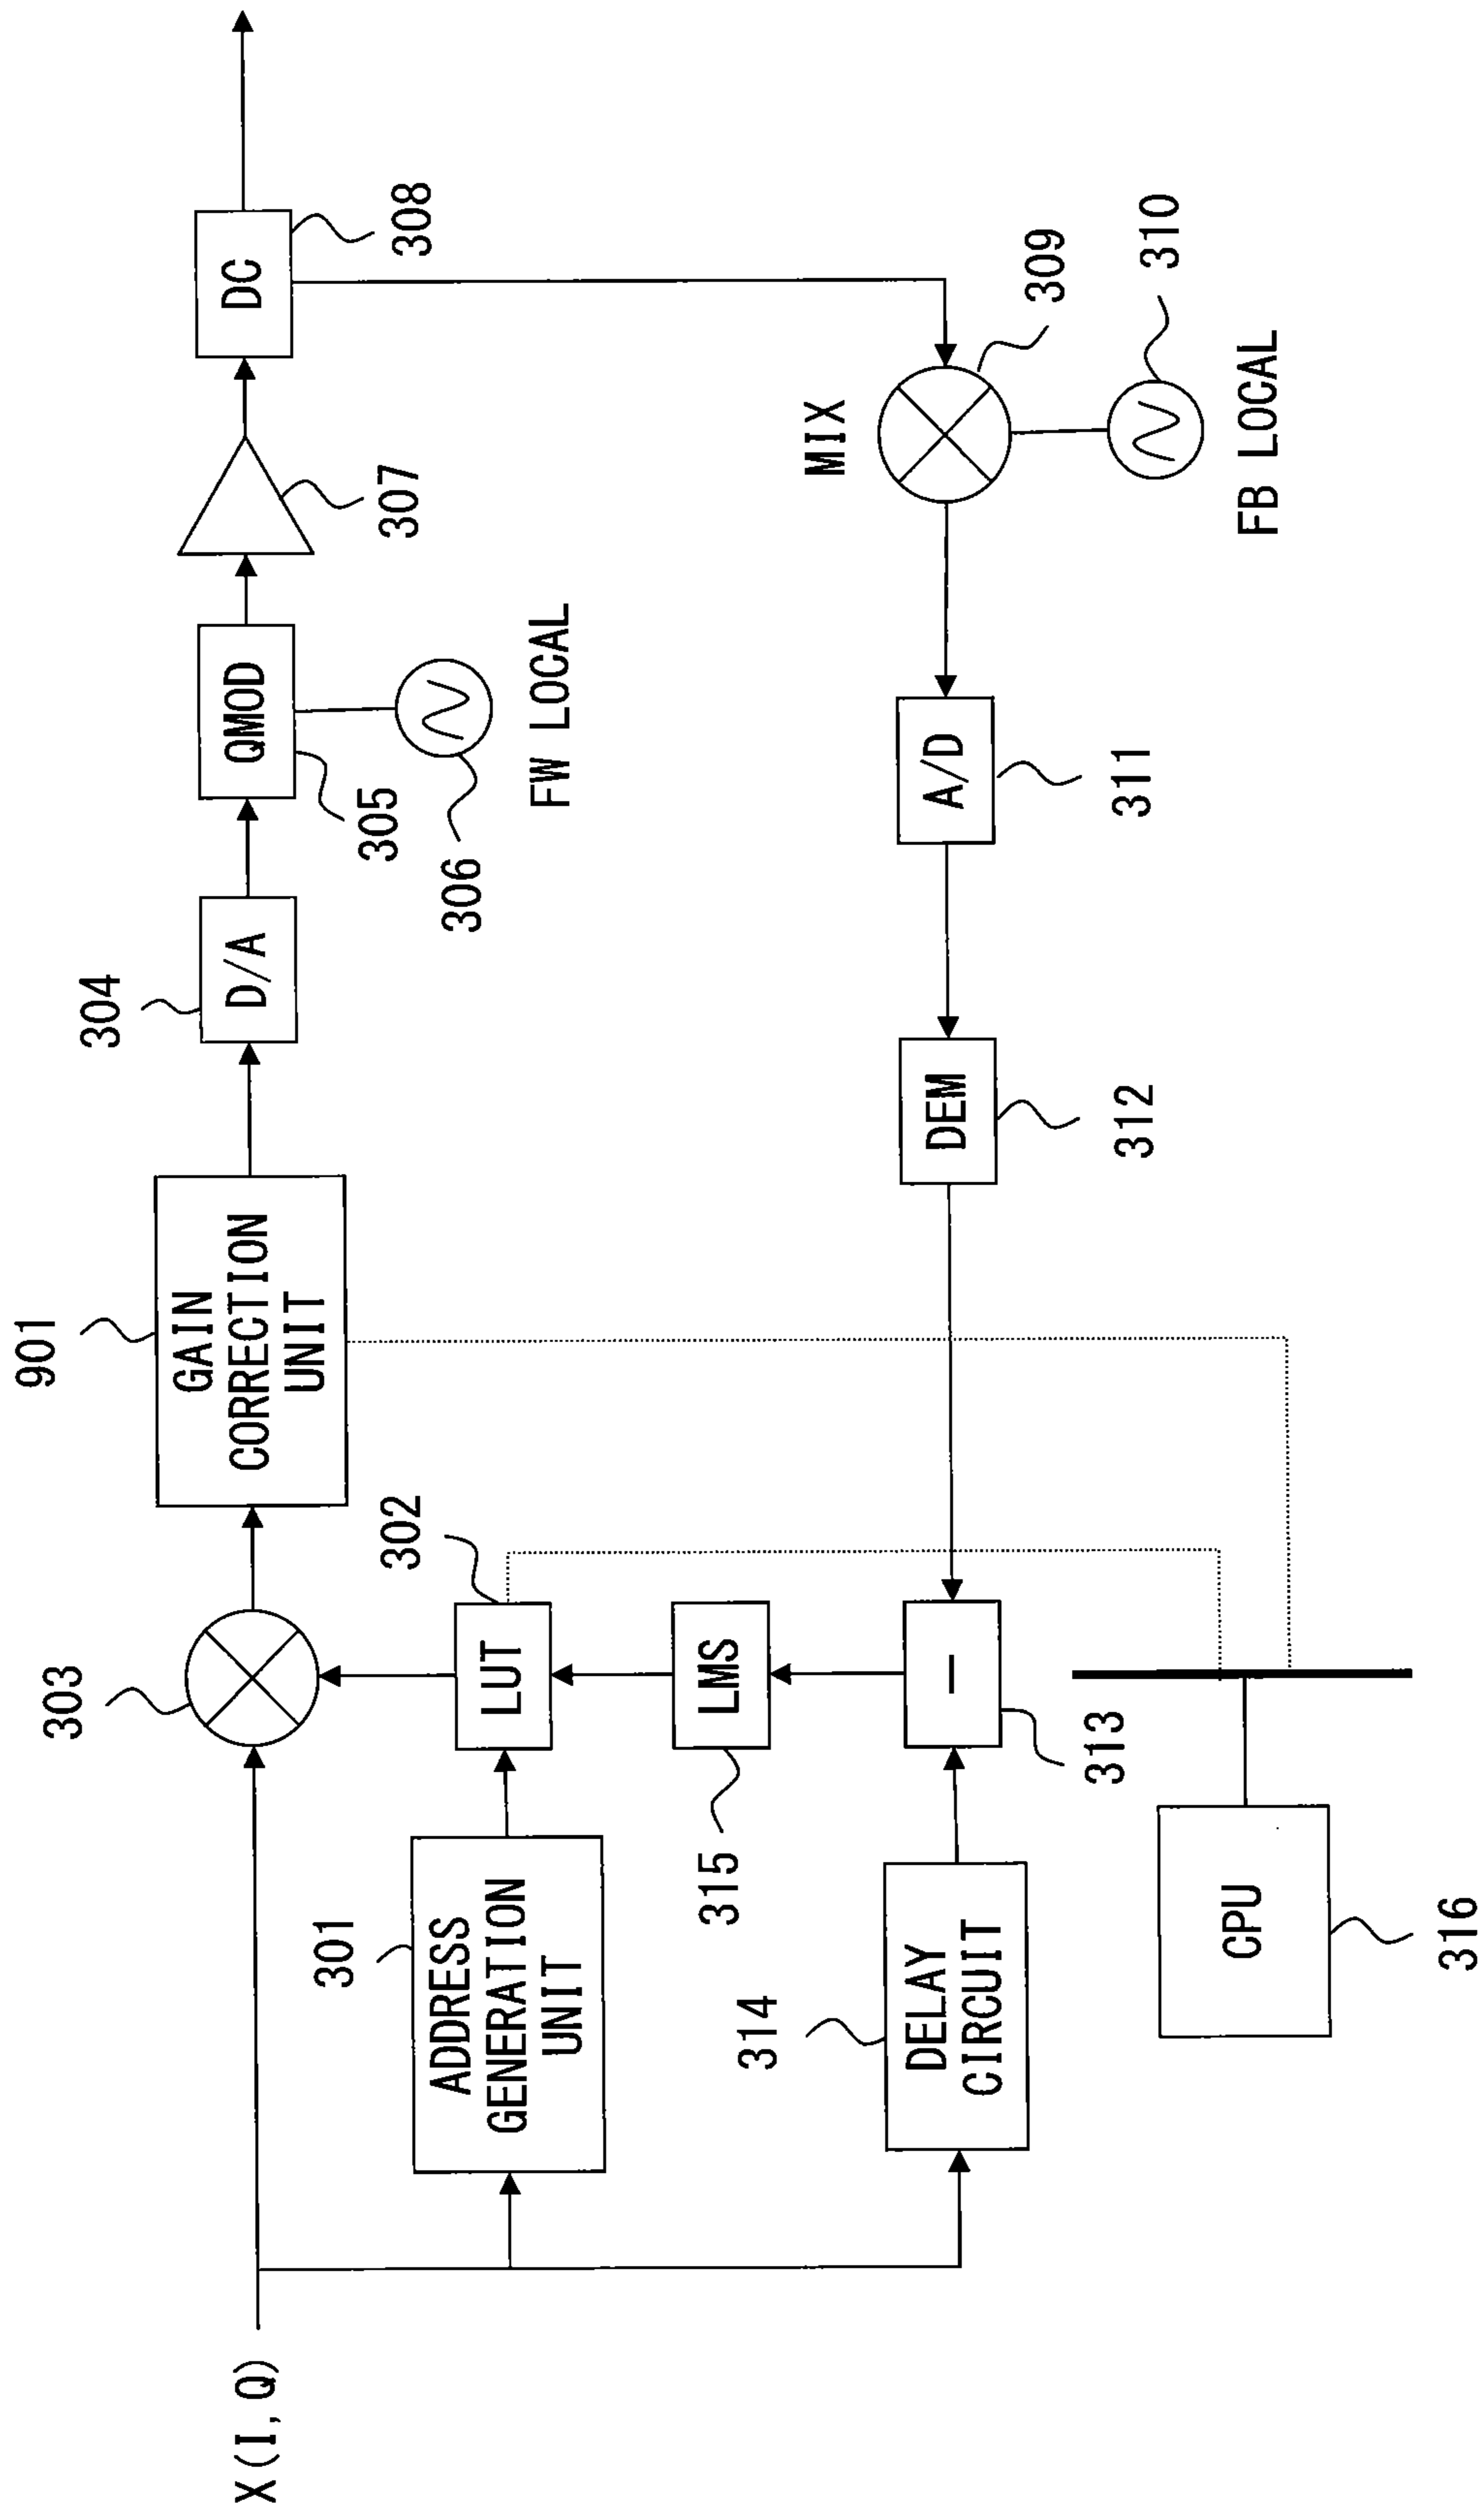 X(I,Q)
303
901
GAIN
CORRECTION
UNIT
304
D/A
QMOD
305
306
FW LOCAL
307
DC
308
301
ADDRESS
GENERATION
UNIT
LUT
302
315
LMS
314
DELAY
CIRCUIT
313
DEM
312
A/D
311
MIX
309
310
FB LOCAL
CPU
316